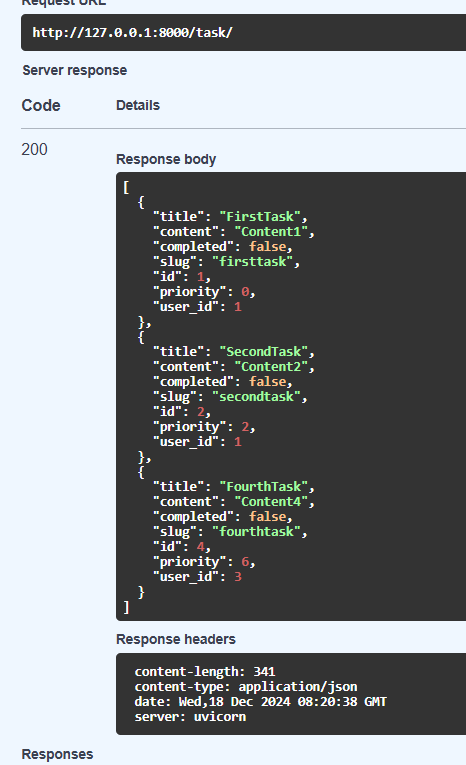 Request URL
http://127.0.0.1:8000/task/
Server response
Code Details
200
Response body
[
  {
    "title": "FirstTask",
    "content": "Content1",
    "completed": false,
    "slug": "firsttask",
    "id": 1,
    "priority": 0,
    "user_id": 1
  },
  {
    "title": "SecondTask",
    "content": "Content2",
    "completed": false,
    "slug": "secondtask",
    "id": 2,
    "priority": 2,
    "user_id": 1
  },
  {
    "title": "FourthTask",
    "content": "Content4",
    "completed": false,
    "slug": "fourthtask",
    "id": 4,
    "priority": 6,
    "user_id": 3
  }
]
Response headers
content-length: 341
content-type: application/json
date: Wed,18 Dec 2024 08:20:38 GMT
server: uvicorn
Responses